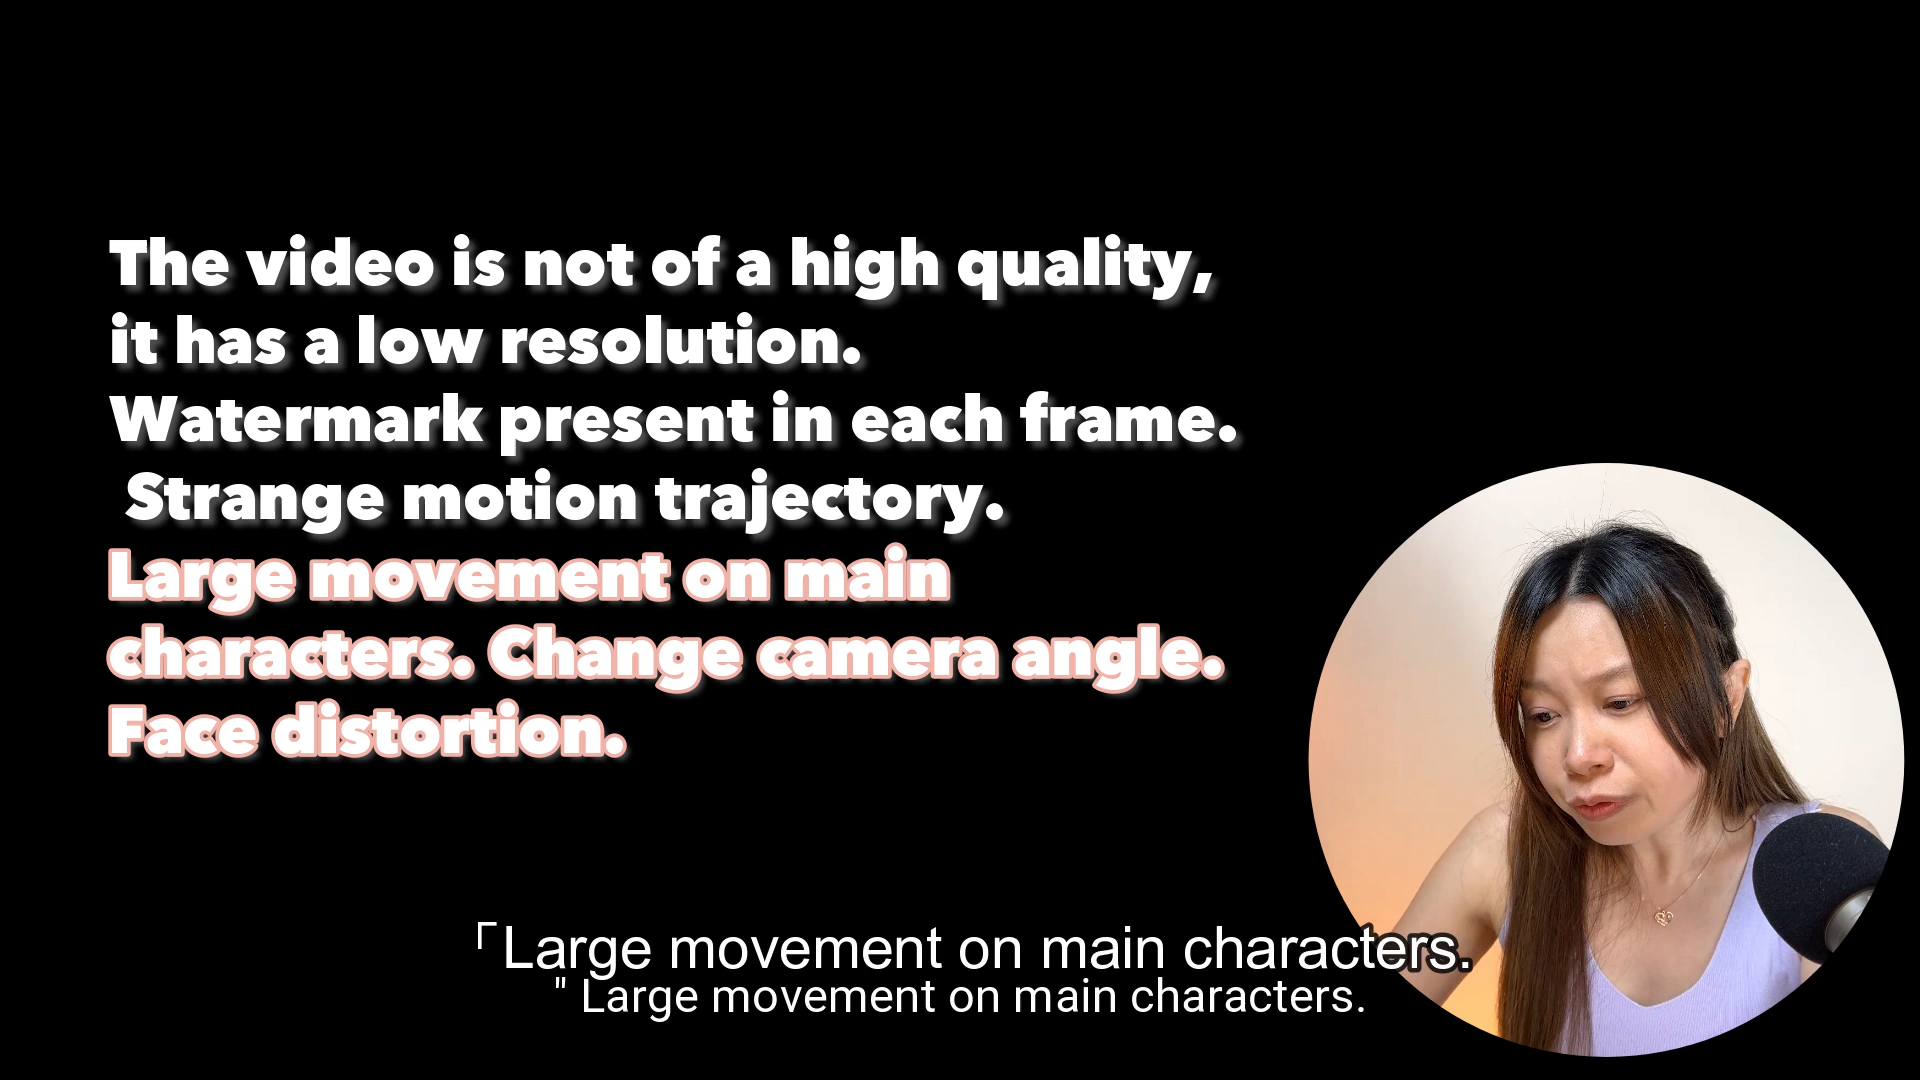 The video is not of a high quality,
it has a low resolution.
Watermark present in each frame.
Strange motion trajectory.
Large movement on main
characters. Change camera angle.
Face distortion.
「Large movement on main characters.
" Large movement on main characters.